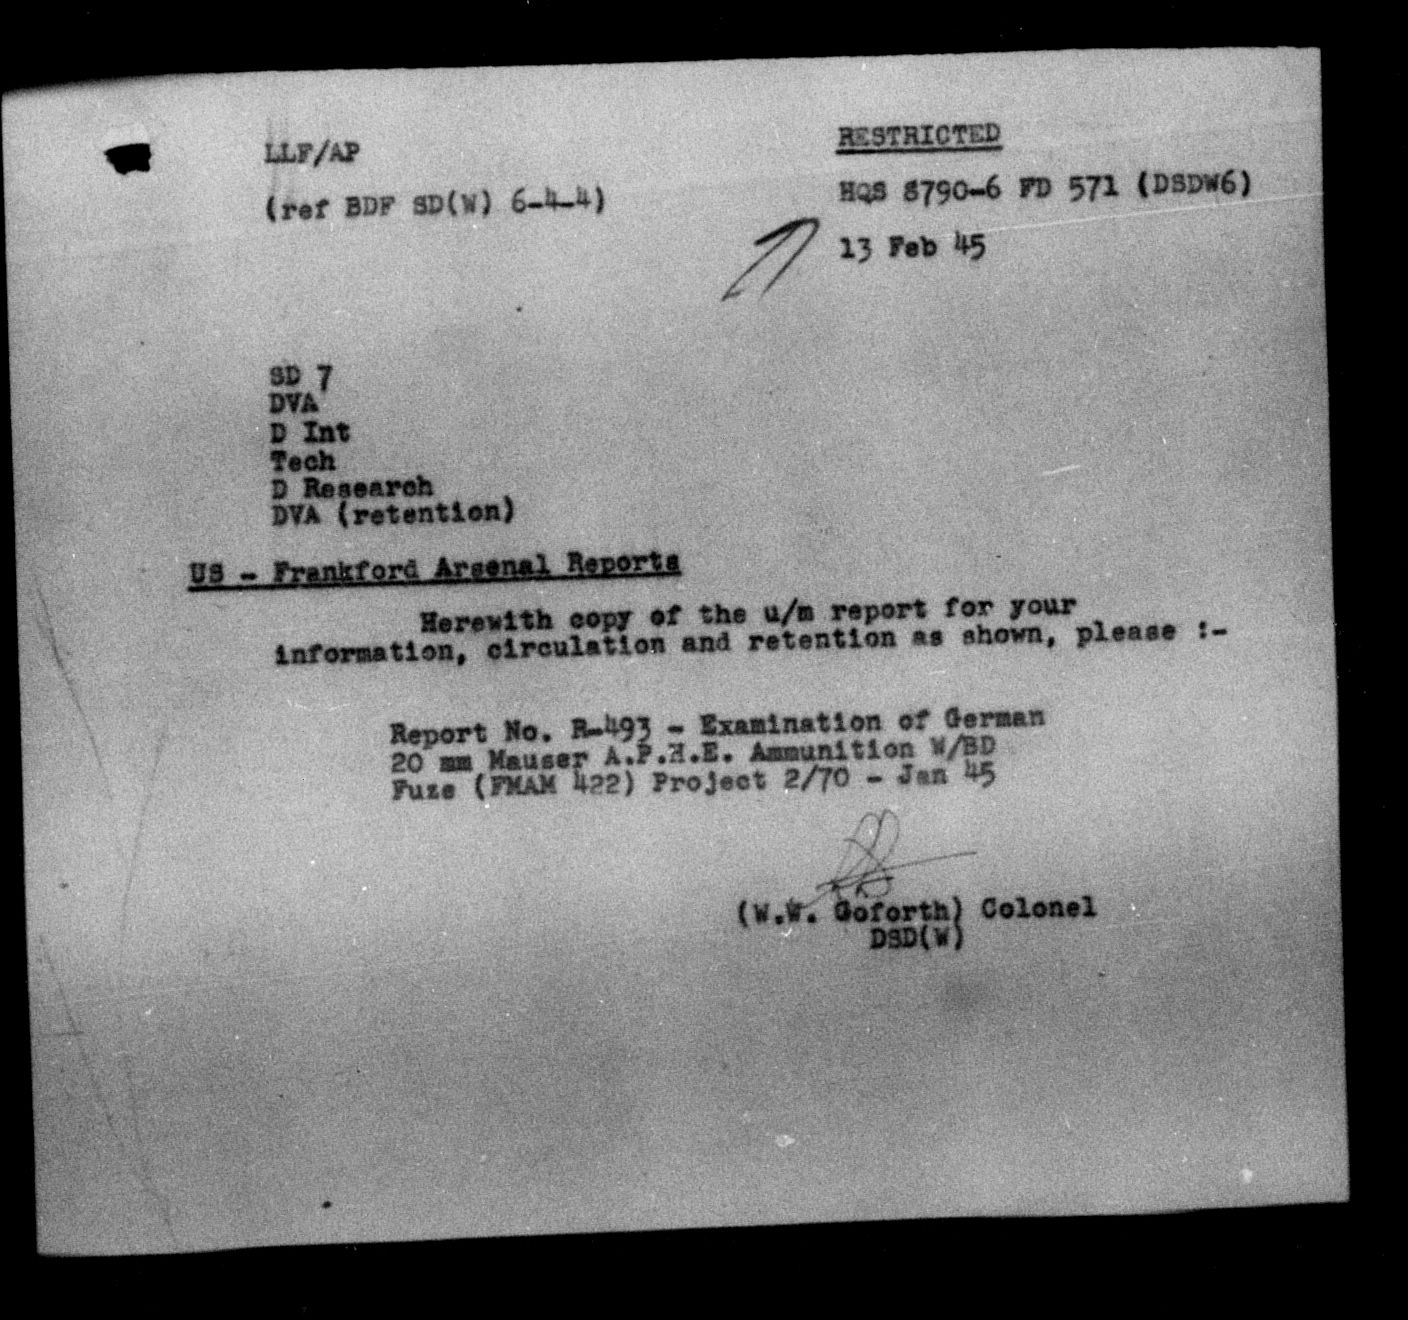 LLF/AP
RESTRICTED
(ref BDF SD(W) 6-4-4)
HQS 8790-6 FD 571 (DSDW6)
13 Feb 45
SD 7
DVA
D Int
Tech
D Research
DVA (retention)
US - Frankford Arsenal Reports
Herewith copy of the u/m report for your
information, circulation and retention as shown, please :-
Report No. R-493 - Examination of German
20 mm Mauser A.P.H.E. Ammunition W/BD
Fuze (FMAM 422) Project 2/70 - Jan 45
(W.W. Goforth) Colonel
DSD(W)